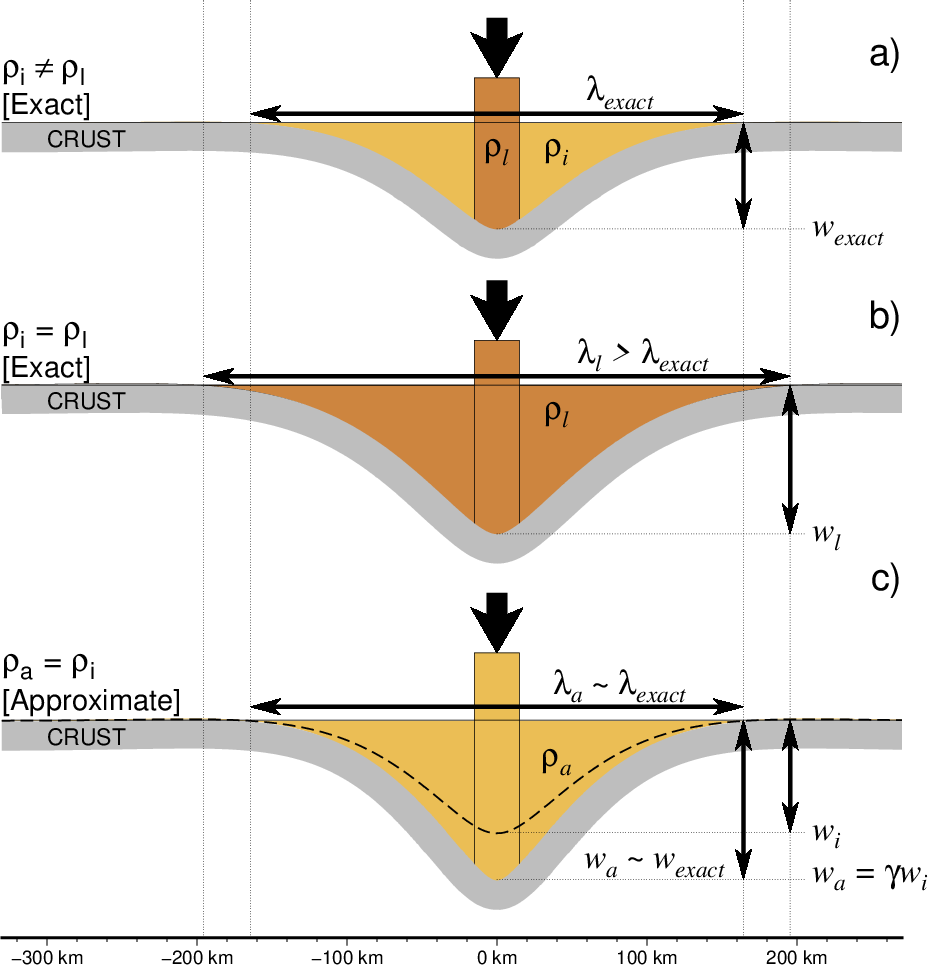 a)
ρi ≠ ρl
[Exact]
λexact
CRUST
ρl ρi
wexact
b)
ρi = ρl
[Exact]
λl > λexact
CRUST
ρl
wl
c)
ρa = ρi
[Approximate]
λa ~ λexact
CRUST
ρa
wi
wa ~ wexact
wa = γwi
−300 km −200 km −100 km 0 km 100 km 200 km